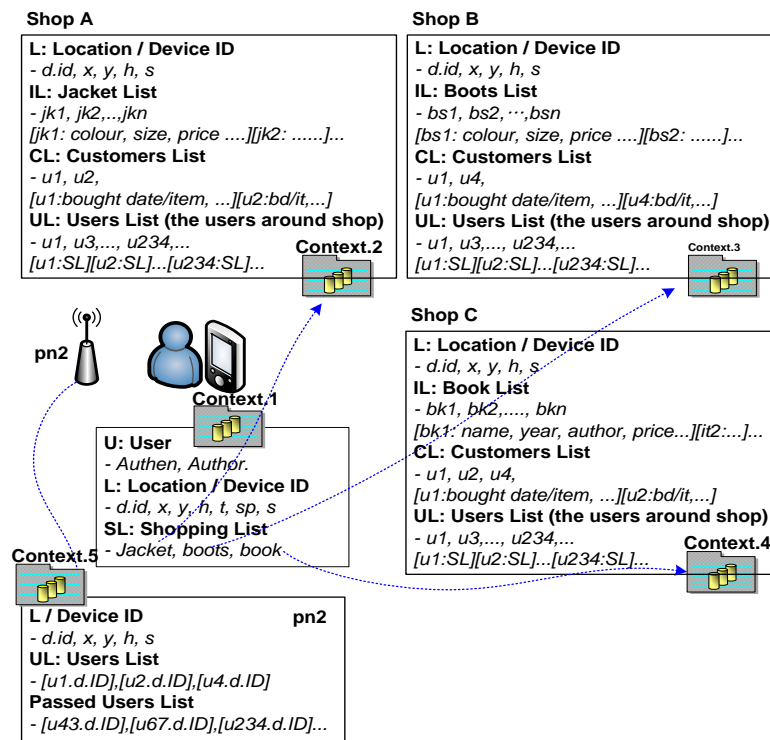 Shop A
L: Location / Device ID
- d.id, x, y, h, s
IL: Jacket List
- jk1, jk2,..,jkn
[jk1: colour, size, price ....][jk2: ......]...
CL: Customers List
- u1, u2,
[u1:bought date/item, ...][u2:bd/it,...]
UL: Users List (the users around shop)
- u1, u3,..., u234,...
[u1:SL][u2:SL]...[u234:SL]...
Context.2
Shop B
L: Location / Device ID
- d.id, x, y, h, s
IL: Boots List
- bs1, bs2, ···,bsn
[bs1: colour, size, price ....][bs2: ......]...
CL: Customers List
- u1, u4,
[u1:bought date/item, ...][u4:bd/it,...]
UL: Users List (the users around shop)
- u1, u3,..., u234,...
[u1:SL][u2:SL]...[u234:SL]...
Context.3
pn2
Context.1
U: User
- Authen, Author.
L: Location / Device ID
- d.id, x, y, h, t, sp, s
SL: Shopping List
- Jacket, boots, book
Shop C
L: Location / Device ID
- d.id, x, y, h, s
IL: Book List
- bk1, bk2,...., bkn
[bk1: name, year, author, price...][it2:...]...
CL: Customers List
- u1, u2, u4,
[u1:bought date/item, ...][u2:bd/it,...]
UL: Users List (the users around shop)
- u1, u3,..., u234,...
[u1:SL][u2:SL]...[u234:SL]...
Context.4
Context.5
L / Device ID
pn2
- d.id, x, y, h, s
UL: Users List
- [u1.d.ID],[u2.d.ID],[u4.d.ID]
Passed Users List
- [u43.d.ID],[u67.d.ID],[u234.d.ID]...